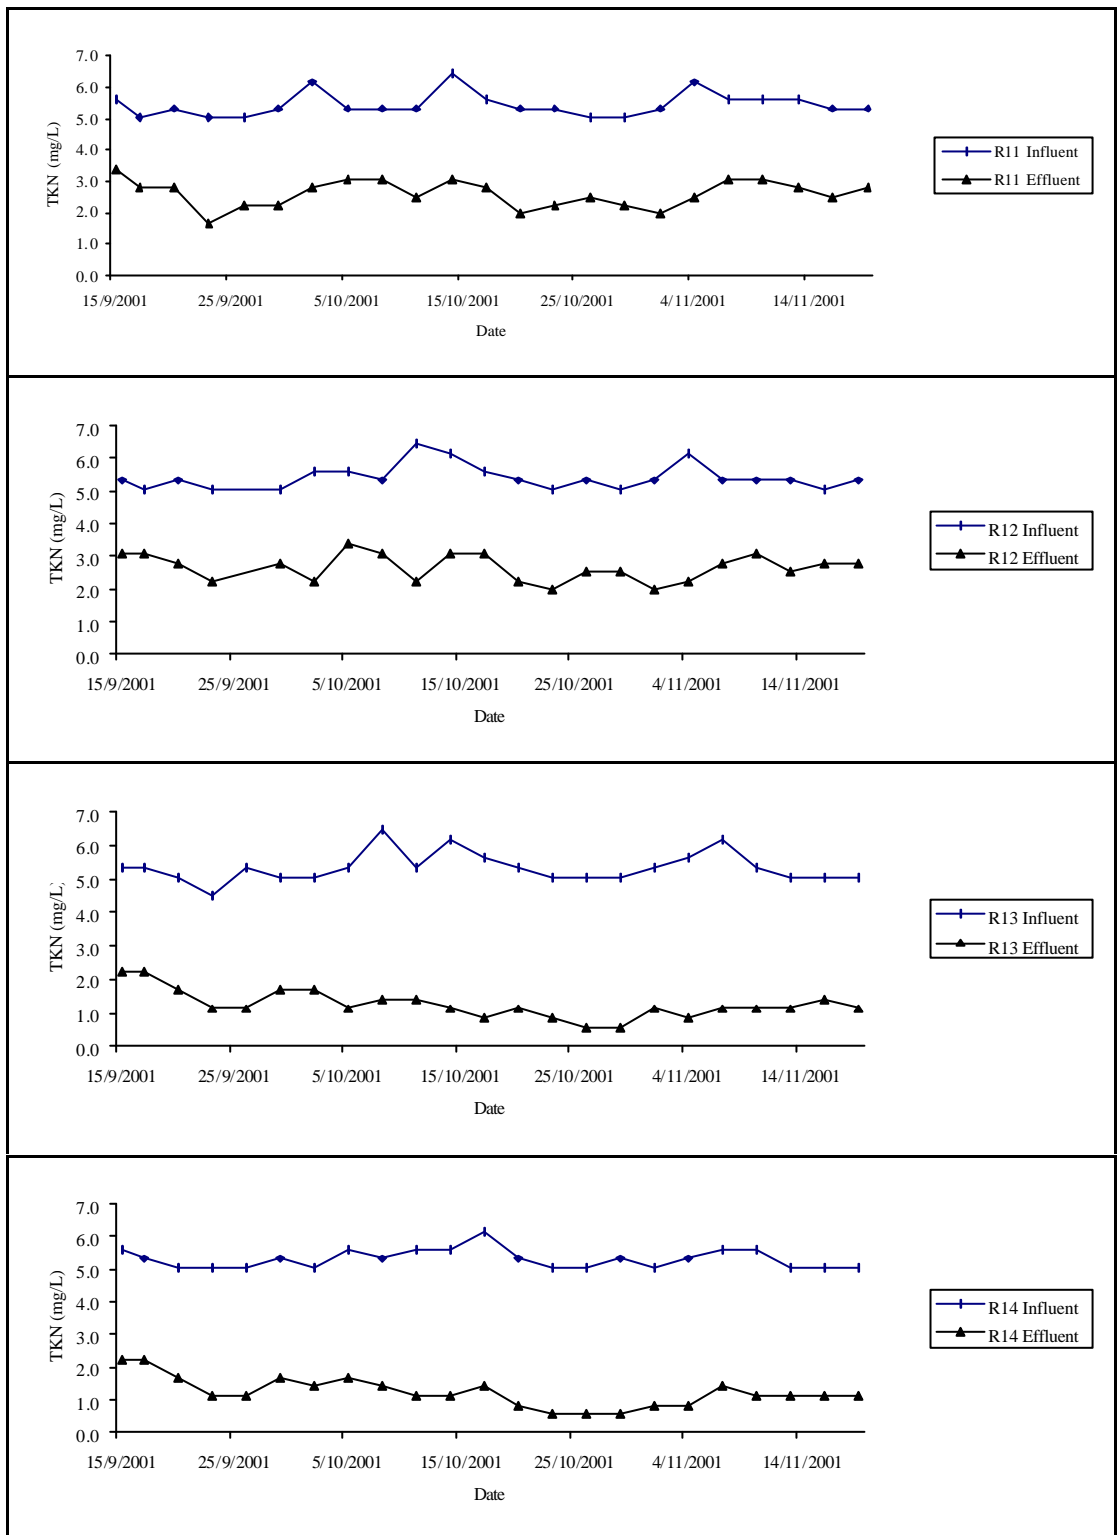 7.0
6.0
5.0
4.0
3.0
2.0
1.0
0.0
TKN (mg/L)
15/9/2001 25/9/2001 5/10/2001 15/10/2001 25/10/2001 4/11/2001 14/11/2001
Date
R11 Influent
R11 Effluent
7.0
6.0
5.0
4.0
3.0
2.0
1.0
0.0
TKN (mg/L)
15/9/2001 25/9/2001 5/10/2001 15/10/2001 25/10/2001 4/11/2001 14/11/2001
Date
R12 Influent
R12 Effluent
7.0
6.0
5.0
4.0
3.0
2.0
1.0
0.0
TKN (mg/L)
15/9/2001 25/9/2001 5/10/2001 15/10/2001 25/10/2001 4/11/2001 14/11/2001
Date
R13 Influent
R13 Effluent
7.0
6.0
5.0
4.0
3.0
2.0
1.0
0.0
TKN (mg/L)
15/9/2001 25/9/2001 5/10/2001 15/10/2001 25/10/2001 4/11/2001 14/11/2001
Date
R14 Influent
R14 Effluent